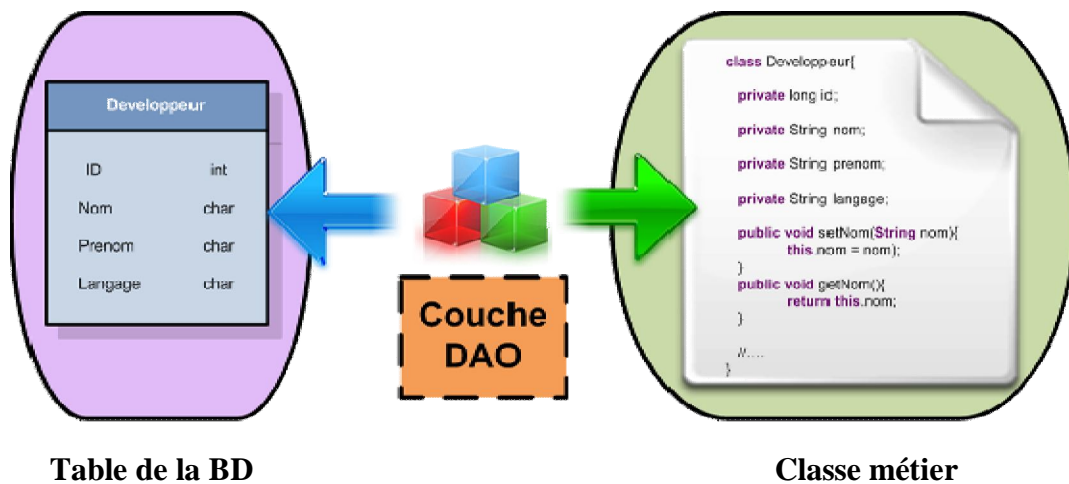 Developpeur
ID int
Nom char
Prenom char
Langage char
Couche
DAO
class Developpeur{
private long id;
private String nom;
private String prenom;
private String langage;
public void setNom(String nom){
this.nom = nom);
}
public void getNom(){
return this.nom;
}
//....
}
Table de la BD
Classe métier